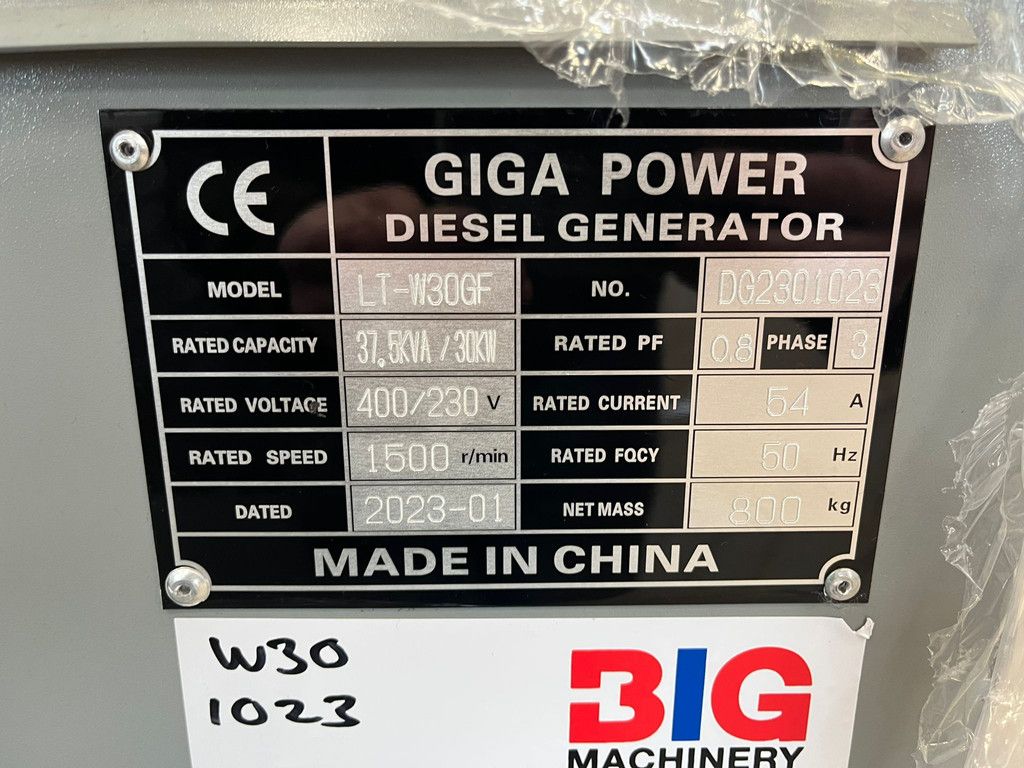 CE GIGA POWER
DIESEL GENERATOR
MODEL LT-W30GF NO. DG2301023
RATED CAPACITY 37.5KVA/30KW RATED PF 0.8 PHASE 3
RATED VOLTAGE 400/230 V RATED CURRENT 54 A
RATED SPEED 1500 r/min RATED FQCY 50 Hz
DATED 2023-01 NET MASS 800 kg
MADE IN CHINA
W30
1023
BIG
MACHINERY